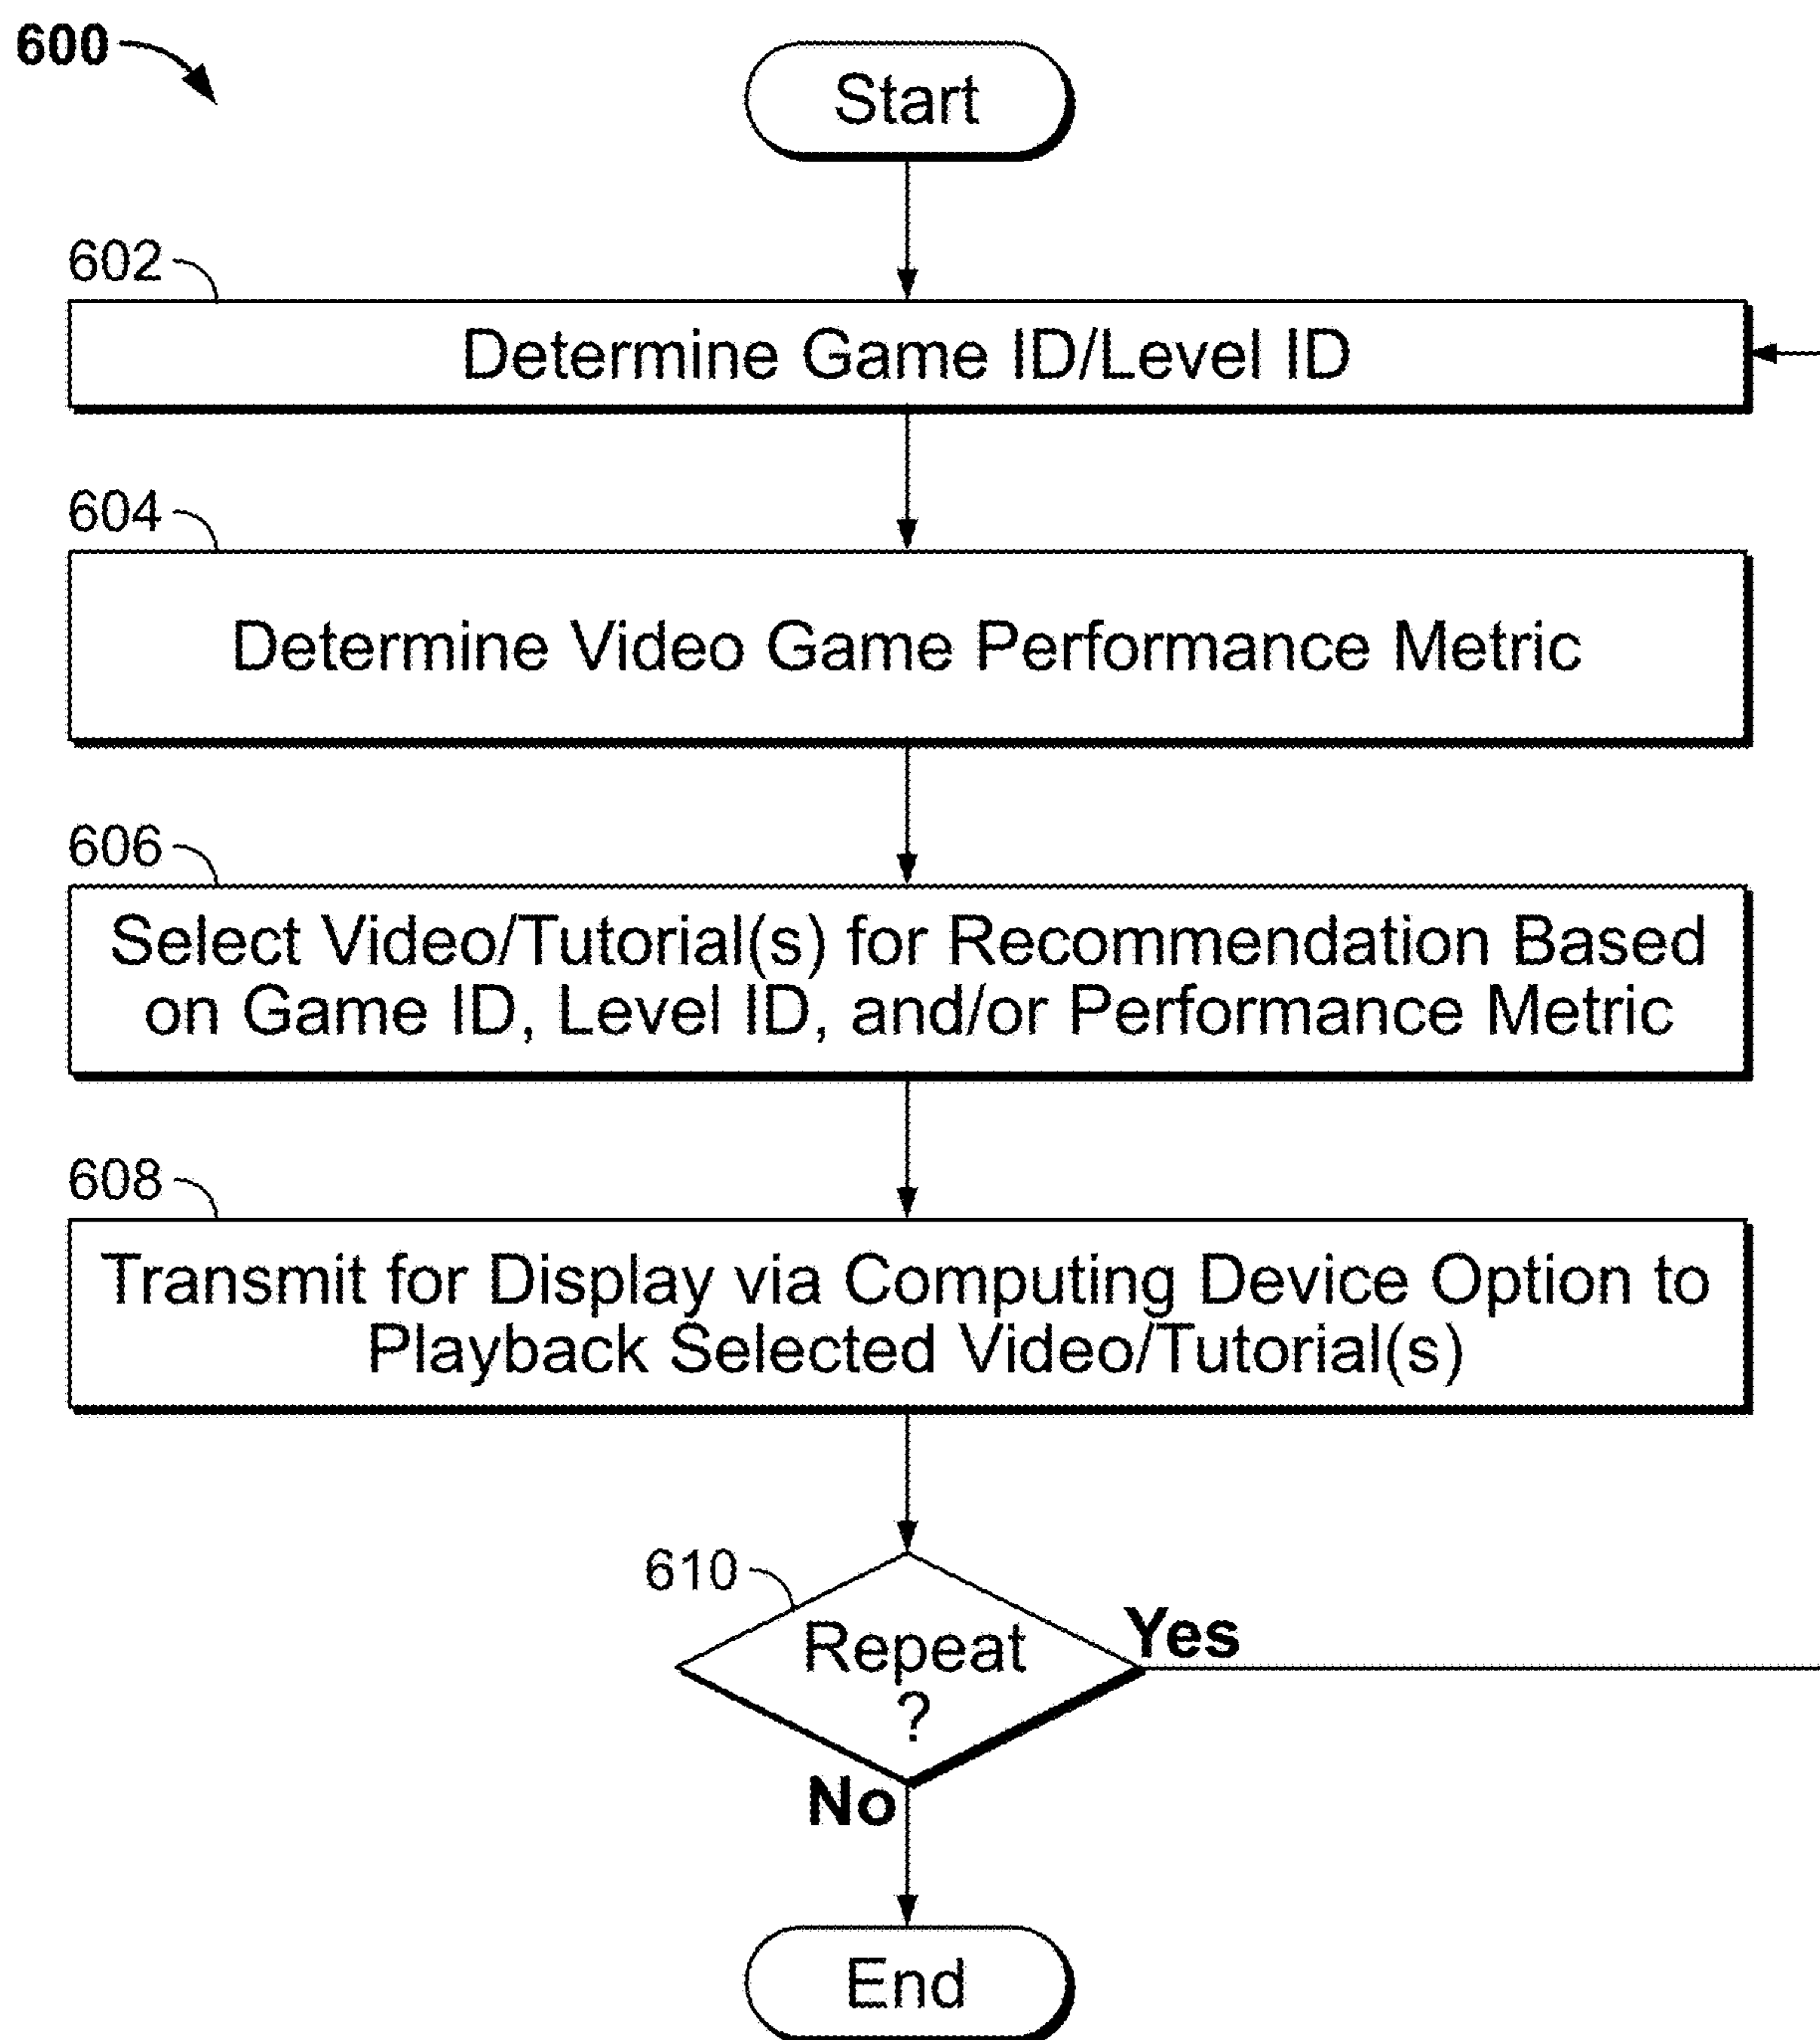 600
Start
602
Determine Game ID/Level ID
604
Determine Video Game Performance Metric
606
Select Video/Tutorial(s) for Recommendation Based
on Game ID, Level ID, and/or Performance Metric
608
Transmit for Display via Computing Device Option to
Playback Selected Video/Tutorial(s)
610
Repeat
?
Yes
No
End